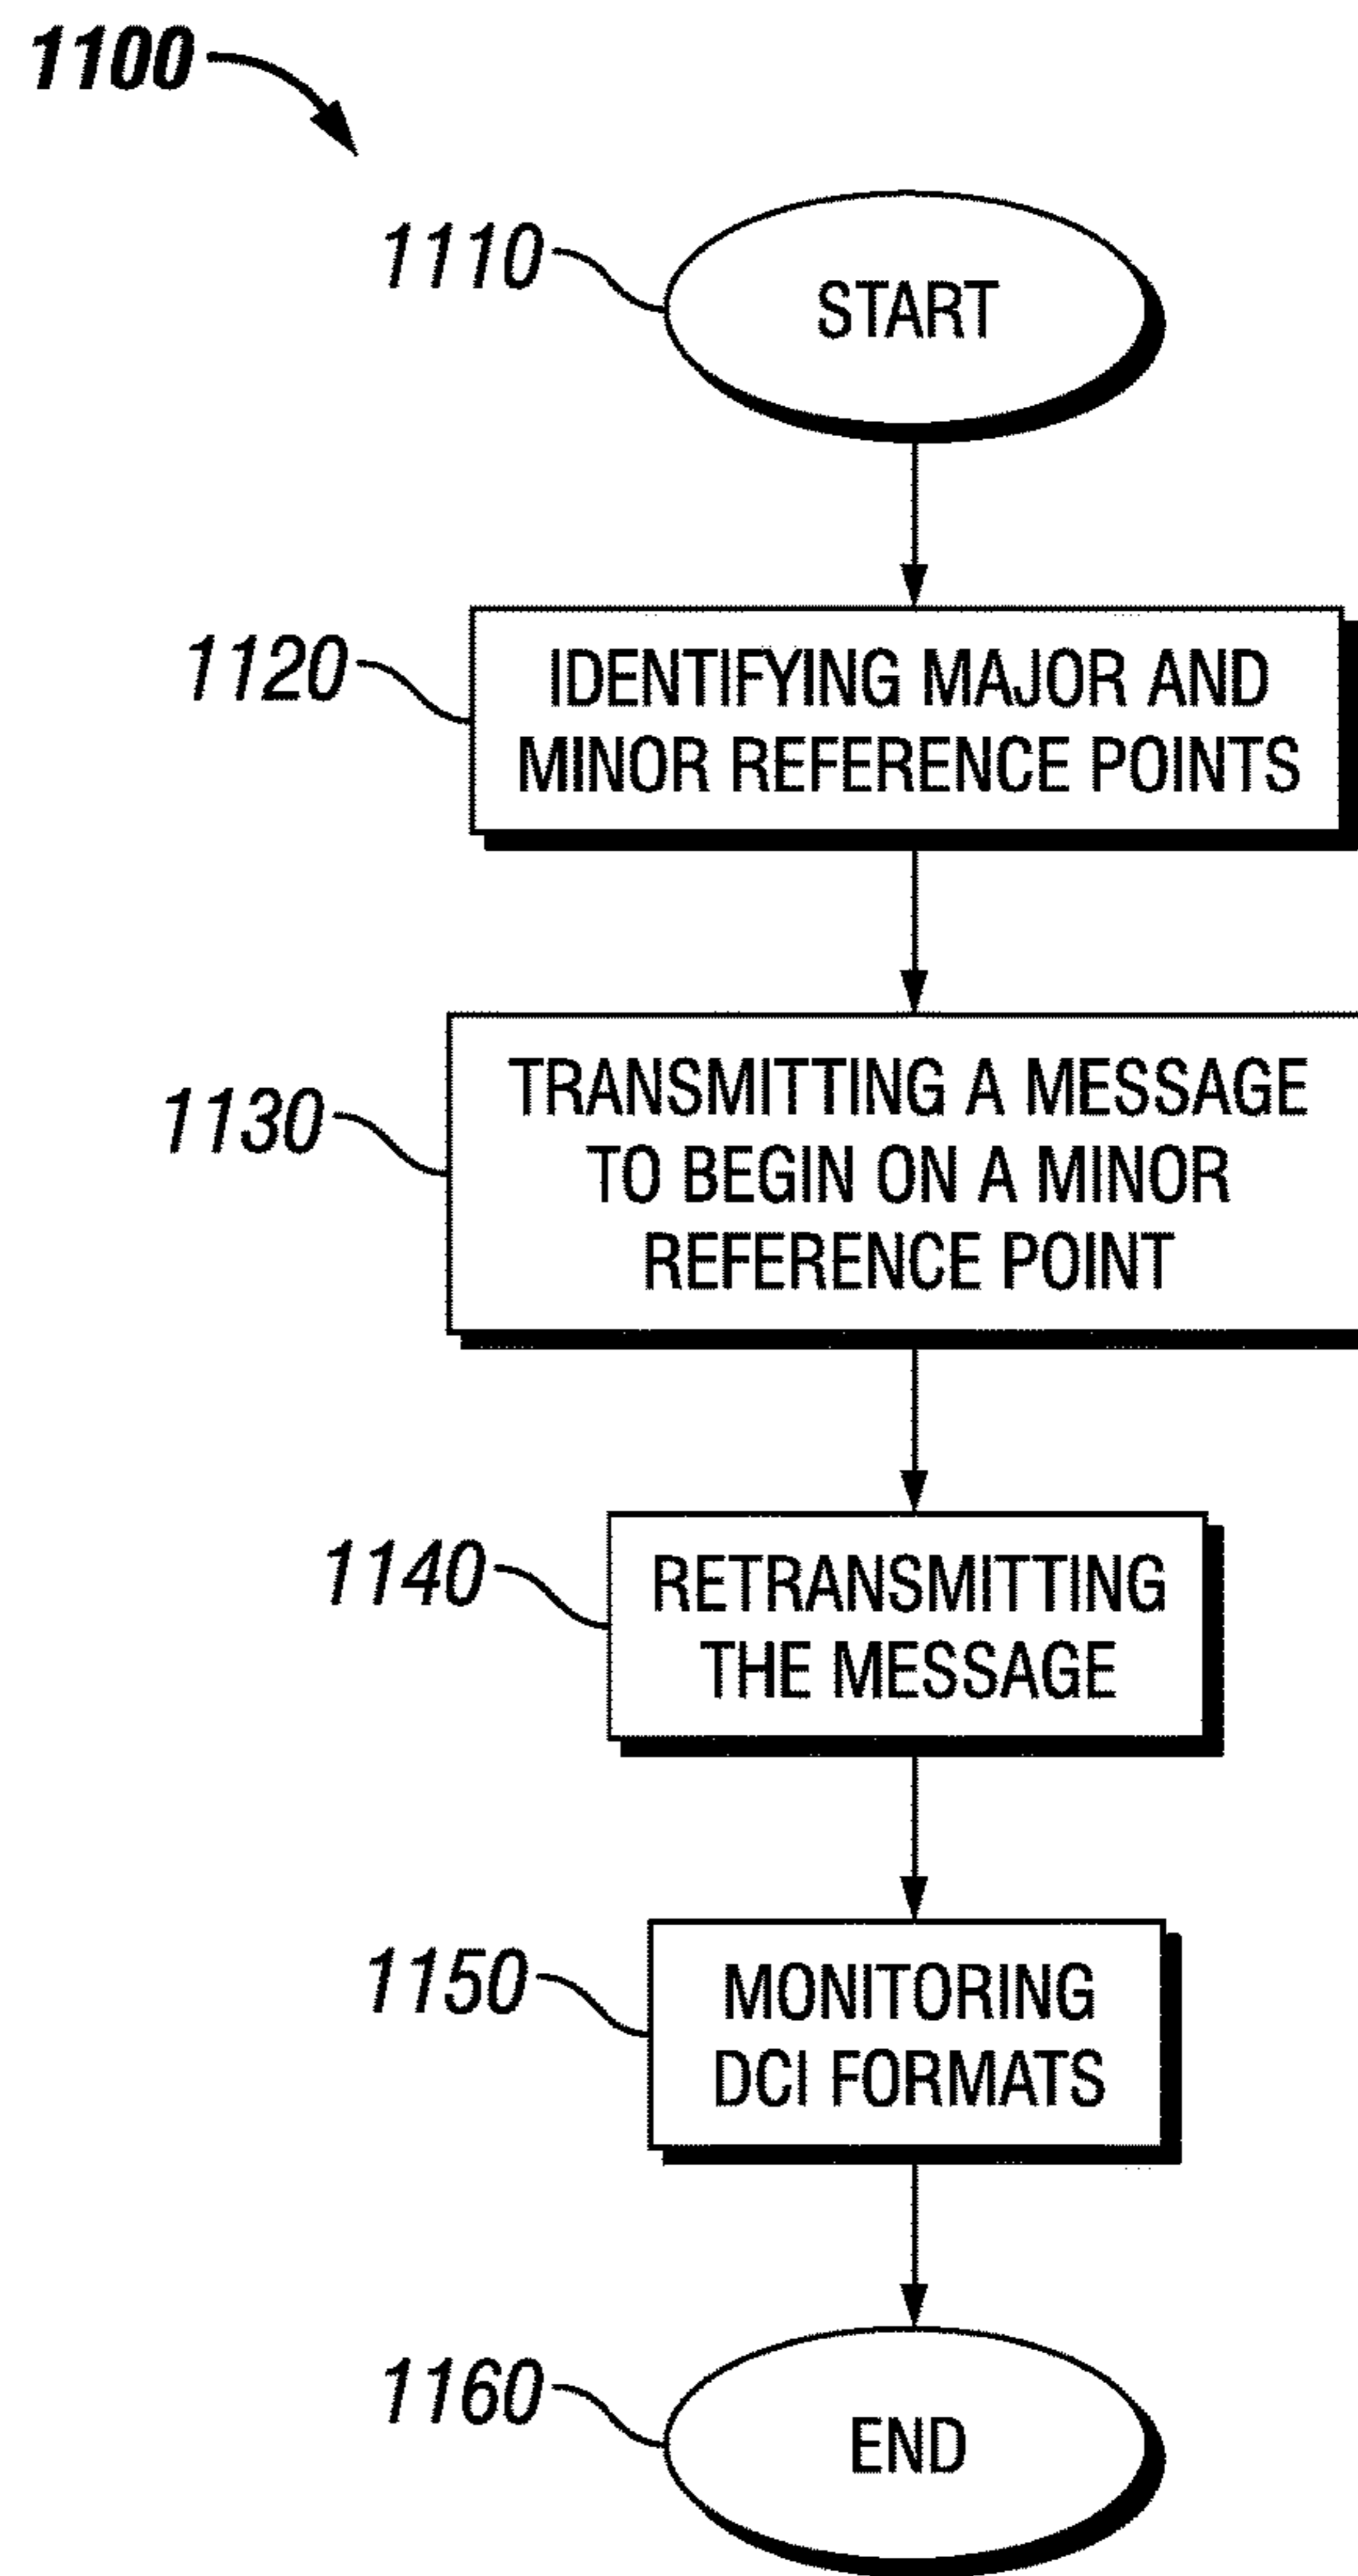 1100
1110
START
1120
IDENTIFYING MAJOR AND
MINOR REFERENCE POINTS
1130
TRANSMITTING A MESSAGE
TO BEGIN ON A MINOR
REFERENCE POINT
1140
RETRANSMITTING
THE MESSAGE
1150
MONITORING
DCI FORMATS
1160
END